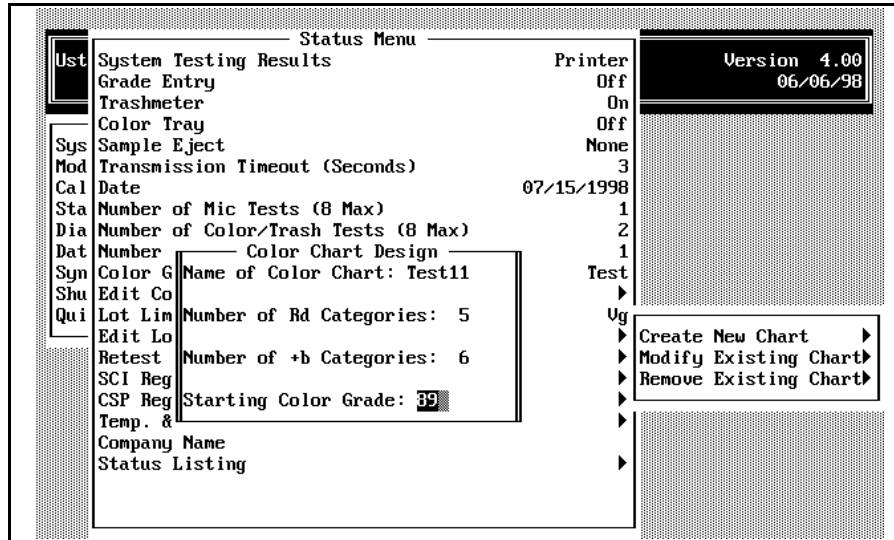 Status Menu
Ust System Testing Results Printer Version 4.00
Grade Entry Off 06/06/98
Trashmeter On
Color Tray Off
Sys Sample Eject None
Mod Transmission Timeout (Seconds) 3
Cal Date 07/15/1998
Sta Number of Mic Tests (8 Max) 1
Dia Number of Color/Trash Tests (8 Max) 2
Dat Number Color Chart Design 1
Syn Color G Name of Color Chart: Test11 Test
Shu Edit Co
Qui Lot Lim Number of Rd Categories: 5 Vg
Edit Lo Create New Chart
Retest Number of +b Categories: 6 Modify Existing Chart
SCI Reg Remove Existing Chart
CSP Reg Starting Color Grade: 89
Temp. &
Company Name
Status Listing